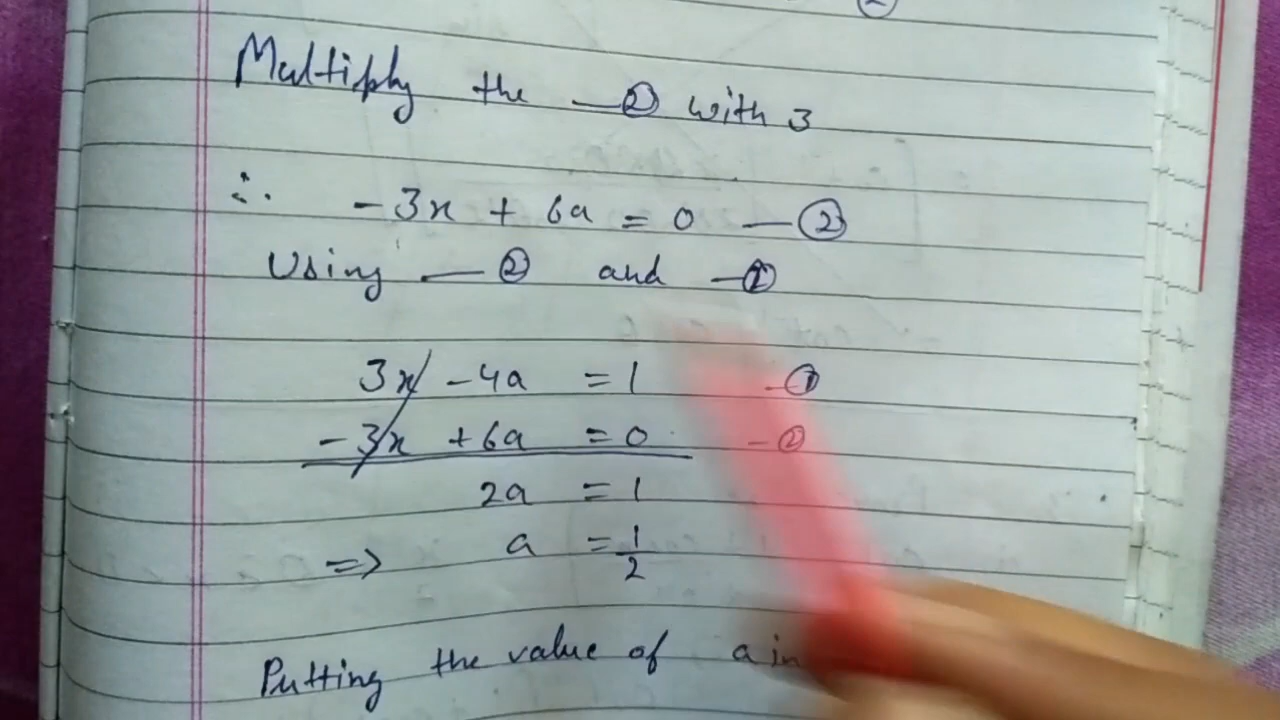 ②
Multiply the —② with 3
∴ -3x + 6a = 0 —②
Using —② and —①
3x - 4a = 1 —①
-3x + 6a = 0 —②
2a = 1
=> a = 1/2
Putting the value of a in